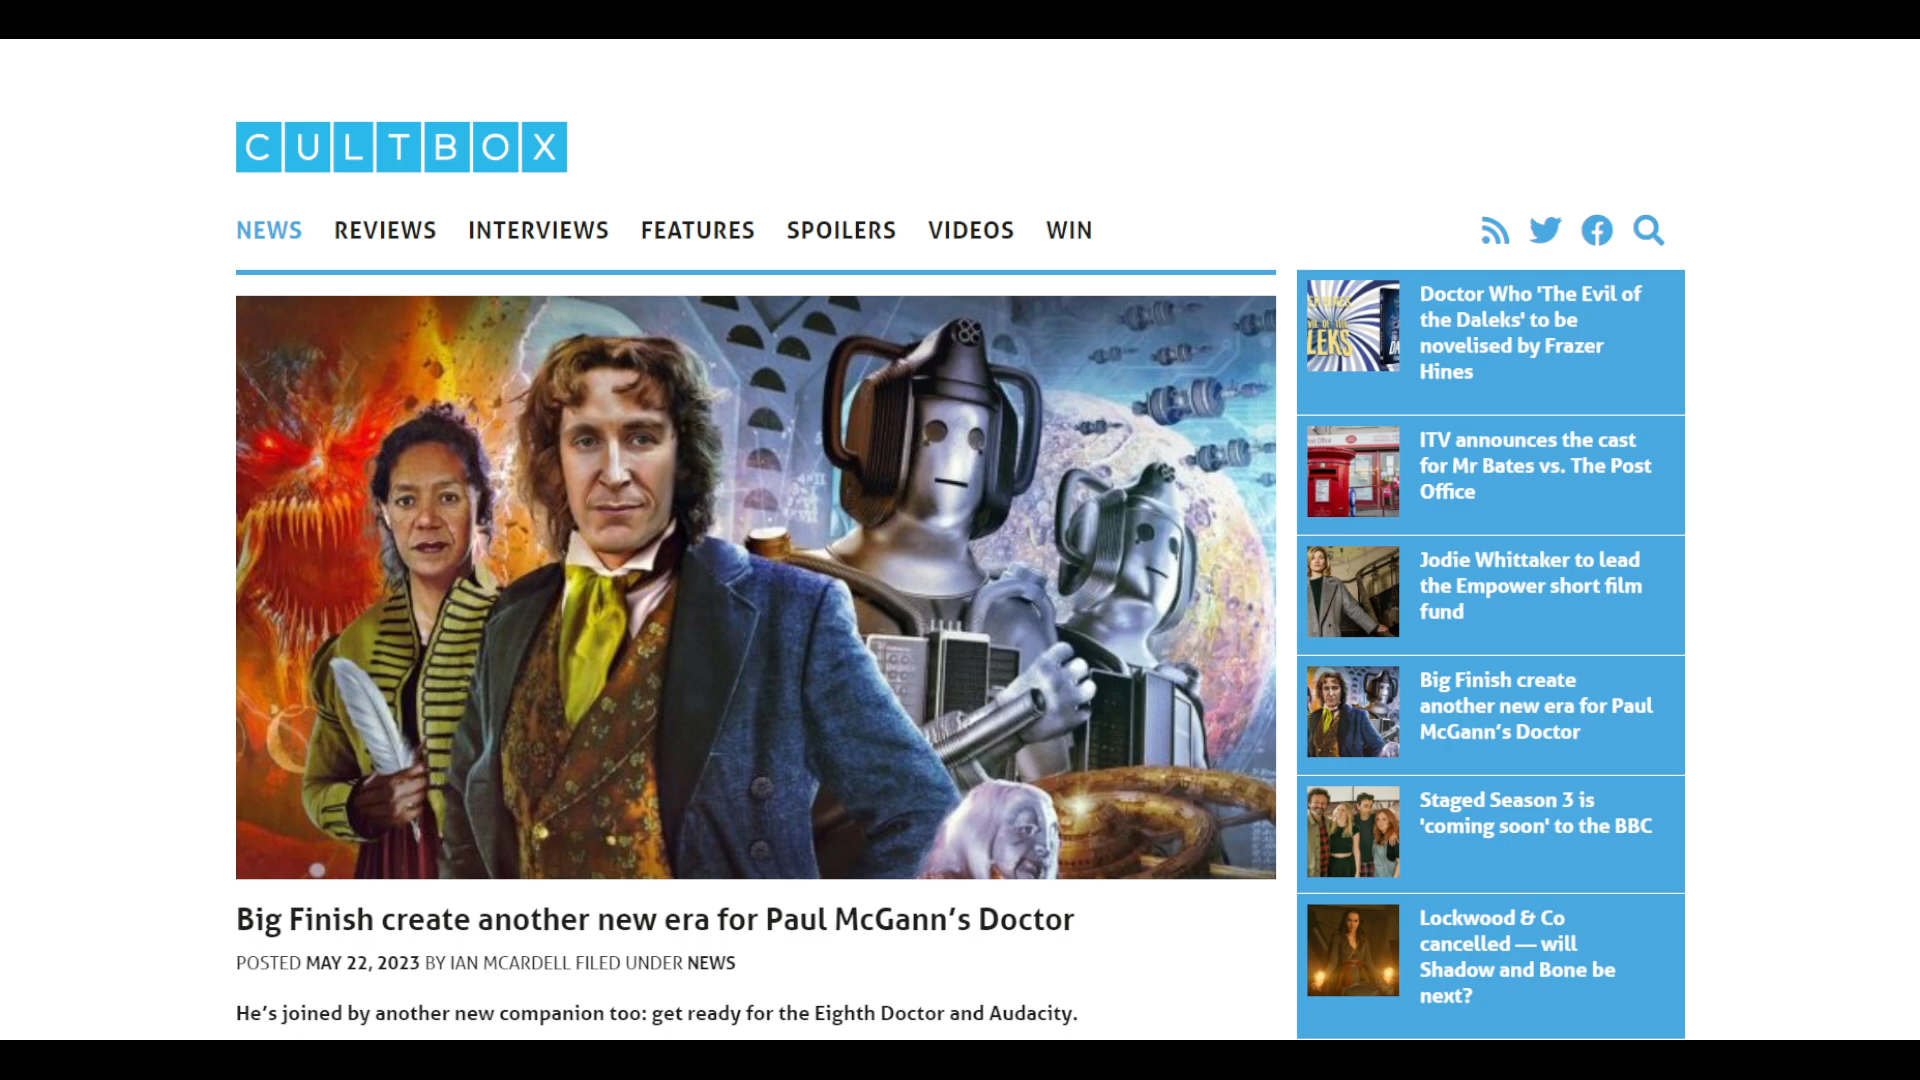 CULTBOX
NEWS REVIEWS INTERVIEWS FEATURES SPOILERS VIDEOS WIN
Big Finish create another new era for Paul McGann’s Doctor
POSTED MAY 22, 2023 BY IAN MCARDELL FILED UNDER NEWS
He’s joined by another new companion too: get ready for the Eighth Doctor and Audacity.
Doctor Who 'The Evil of
the Daleks' to be
novelised by Frazer
Hines
ITV announces the cast
for Mr Bates vs. The Post
Office
Jodie Whittaker to lead
the Empower short film
fund
Big Finish create
another new era for Paul
McGann’s Doctor
Staged Season 3 is
'coming soon' to the BBC
Lockwood & Co
cancelled — will
Shadow and Bone be
next?